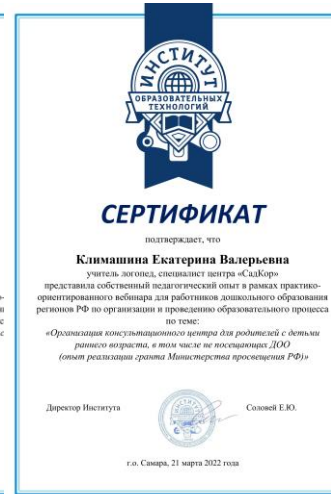 ИНСТИТУТ
ОБРАЗОВАТЕЛЬНЫХ
ТЕХНОЛОГИЙ
СЕРТИФИКАТ
подтверждает, что
Климашина Екатерина Валерьевна
учитель логопед, специалист центра «СадКор»
представила собственный педагогический опыт в рамках практико-
ориентированного вебинара для работников дошкольного образования
регионов РФ по организации и проведению образовательного процесса
по теме:
«Организация консультационного центра для родителей с детьми
раннего возраста, в том числе не посещающих ДОО
(опыт реализации гранта Министерства просвещения РФ)»
Директор Института
Соловей Е.Ю.
г.о. Самара, 21 марта 2022 года